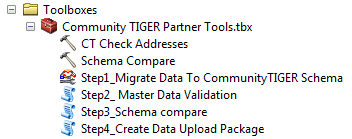 Toolboxes
Community TIGER Partner Tools.tbx
CT Check Addresses
Schema Compare
Step1_Migrate Data To CommunityTIGER Schema
Step2_ Master Data Validation
Step3_Schema compare
Step4_Create Data Upload Package